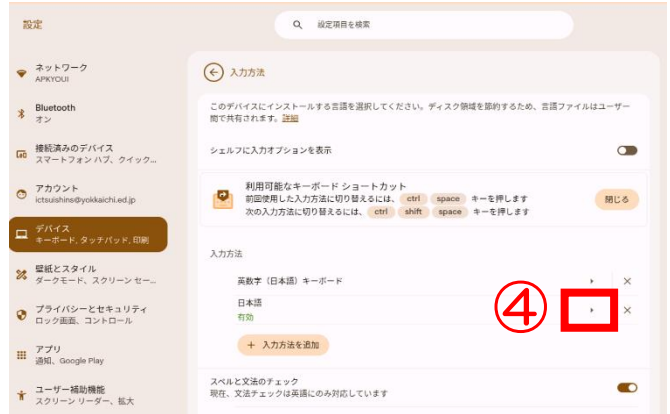 設定
設定項目を検索
ネットワーク
APKYOUI
Bluetooth
オン
接続済みのデバイス
スマートフォン ハブ、クイック...
アカウント
ictsuishins@yokkaichi.ed.jp
デバイス
キーボード, タッチパッド, 印刷
壁紙とスタイル
ダークモード、スクリーン セー...
プライバシーとセキュリティ
ロック画面、コントロール
アプリ
通知、Google Play
ユーザー補助機能
スクリーン リーダー、拡大
入力方法
このデバイスにインストールする言語を選択してください。ディスク領域を節約するため、言語ファイルはユーザー
間で共有されます。詳細
シェルフに入力オプションを表示
利用可能なキーボード ショートカット
前回使用した入力方法に切り替えるには、 ctrl space キーを押します
次の入力方法に切り替えるには、 ctrl shift space キーを押します
閉じる
入力方法
英数字（日本語）キーボード
日本語
有効
④
+ 入力方法を追加
スペルと文法のチェック
現在、文法チェックは英語にのみ対応しています